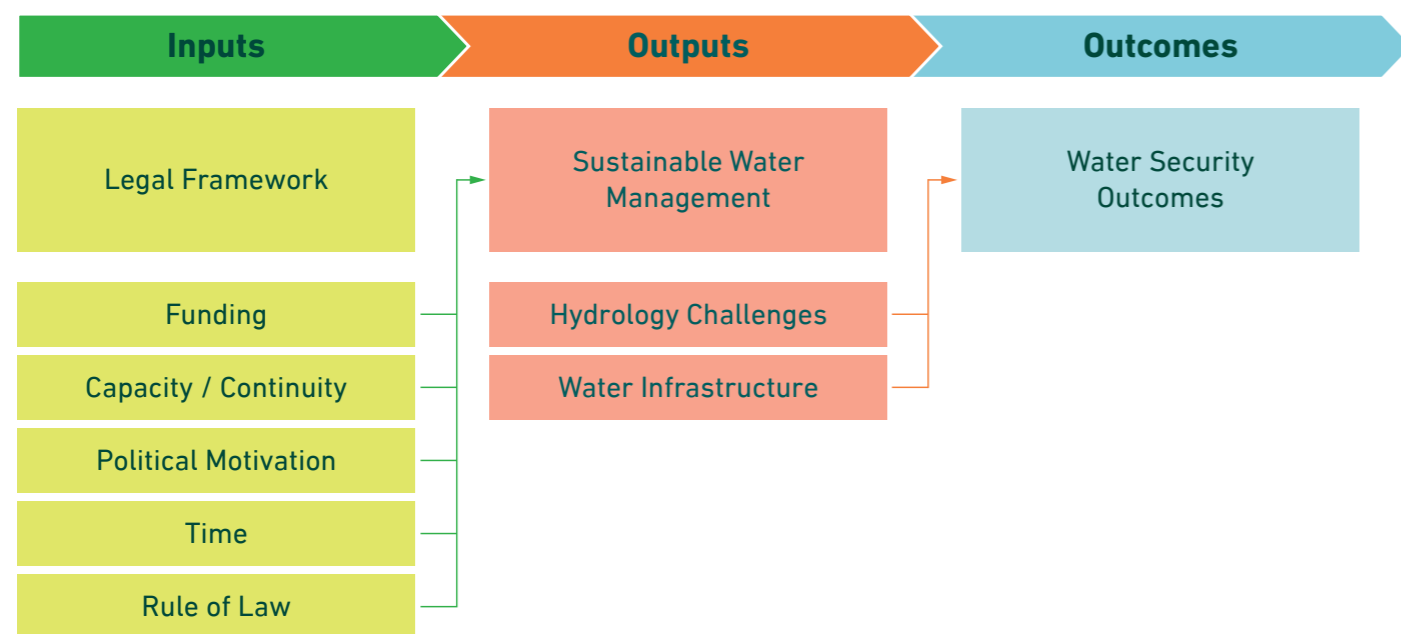 Inputs
Outputs
Outcomes
Legal Framework
Sustainable Water
Management
Water Security
Outcomes
Funding
Hydrology Challenges
Capacity / Continuity
Water Infrastructure
Political Motivation
Time
Rule of Law